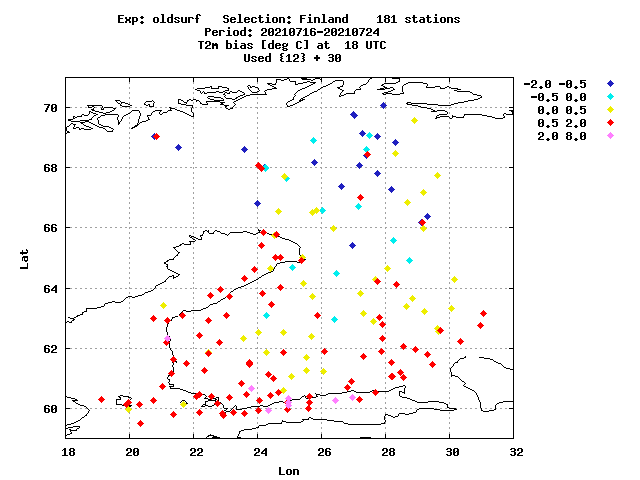 Exp: oldsurf   Selection: Finland    181 stations
Period: 20210716-20210724
T2m bias [deg C] at  18 UTC
Used {12} + 30
-2.0 -0.5
-0.5 0.0
0.0 0.5
0.5 2.0
2.0 8.0
70
68
66
64
62
60
Lat
18 20 22 24 26 28 30 32
Lon